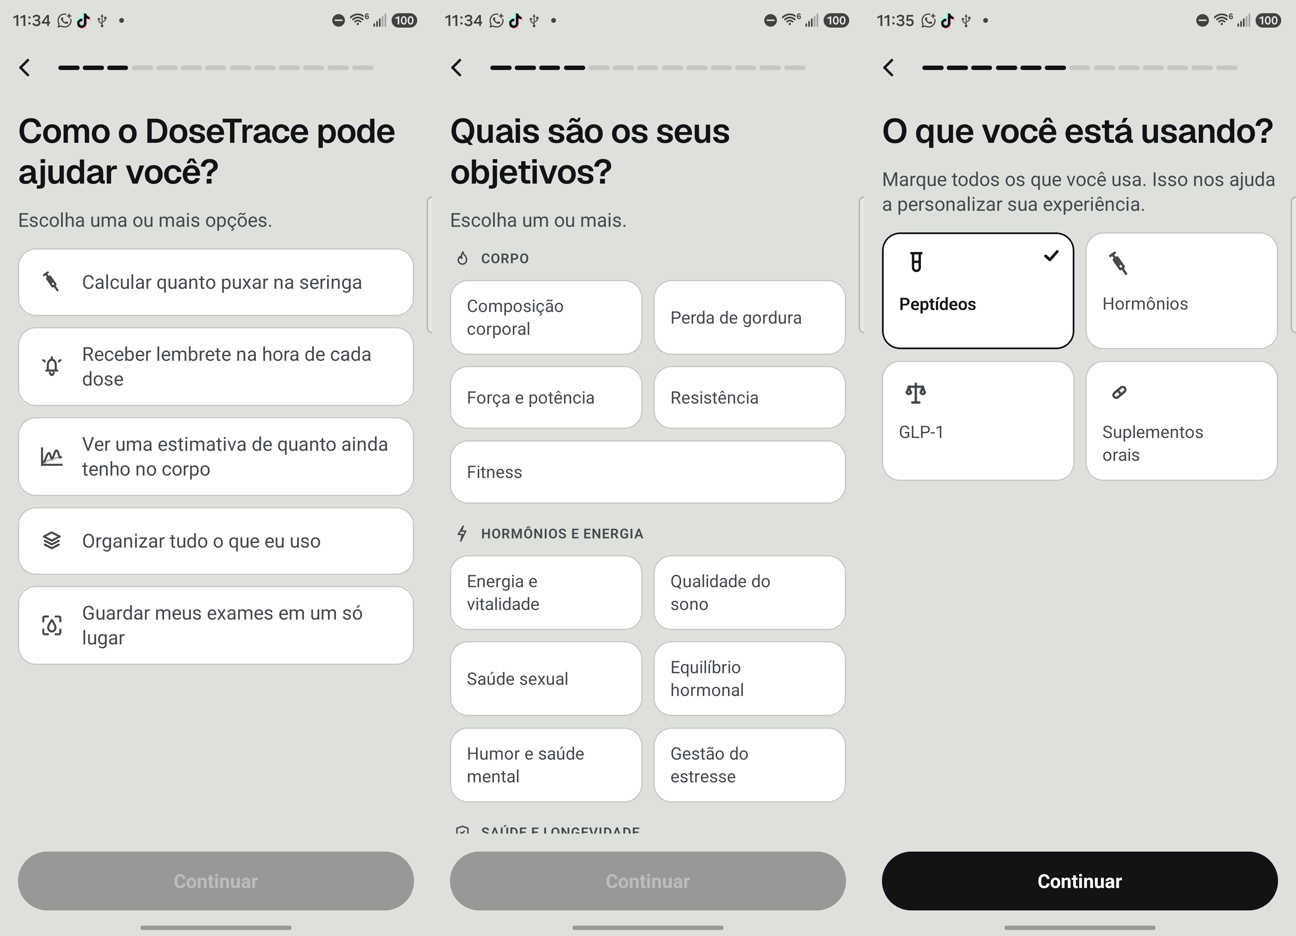 11:34
100
Como o DoseTrace pode
ajudar você?
Escolha uma ou mais opções.
Calcular quanto puxar na seringa
Receber lembrete na hora de cada
dose
Ver uma estimativa de quanto ainda
tenho no corpo
Organizar tudo o que eu uso
Guardar meus exames em um só
lugar
Continuar
11:34
100
Quais são os seus
objetivos?
Escolha um ou mais.
CORPO
Composição
corporal
Perda de gordura
Força e potência
Resistência
Fitness
HORMÔNIOS E ENERGIA
Energia e
vitalidade
Qualidade do
sono
Saúde sexual
Equilíbrio
hormonal
Humor e saúde
mental
Gestão do
estresse
SAÚDE E LONGEVIDADE
Continuar
11:35
100
O que você está usando?
Marque todos os que você usa. Isso nos ajuda
a personalizar sua experiência.
Peptídeos
Hormônios
GLP-1
Suplementos
orais
Continuar